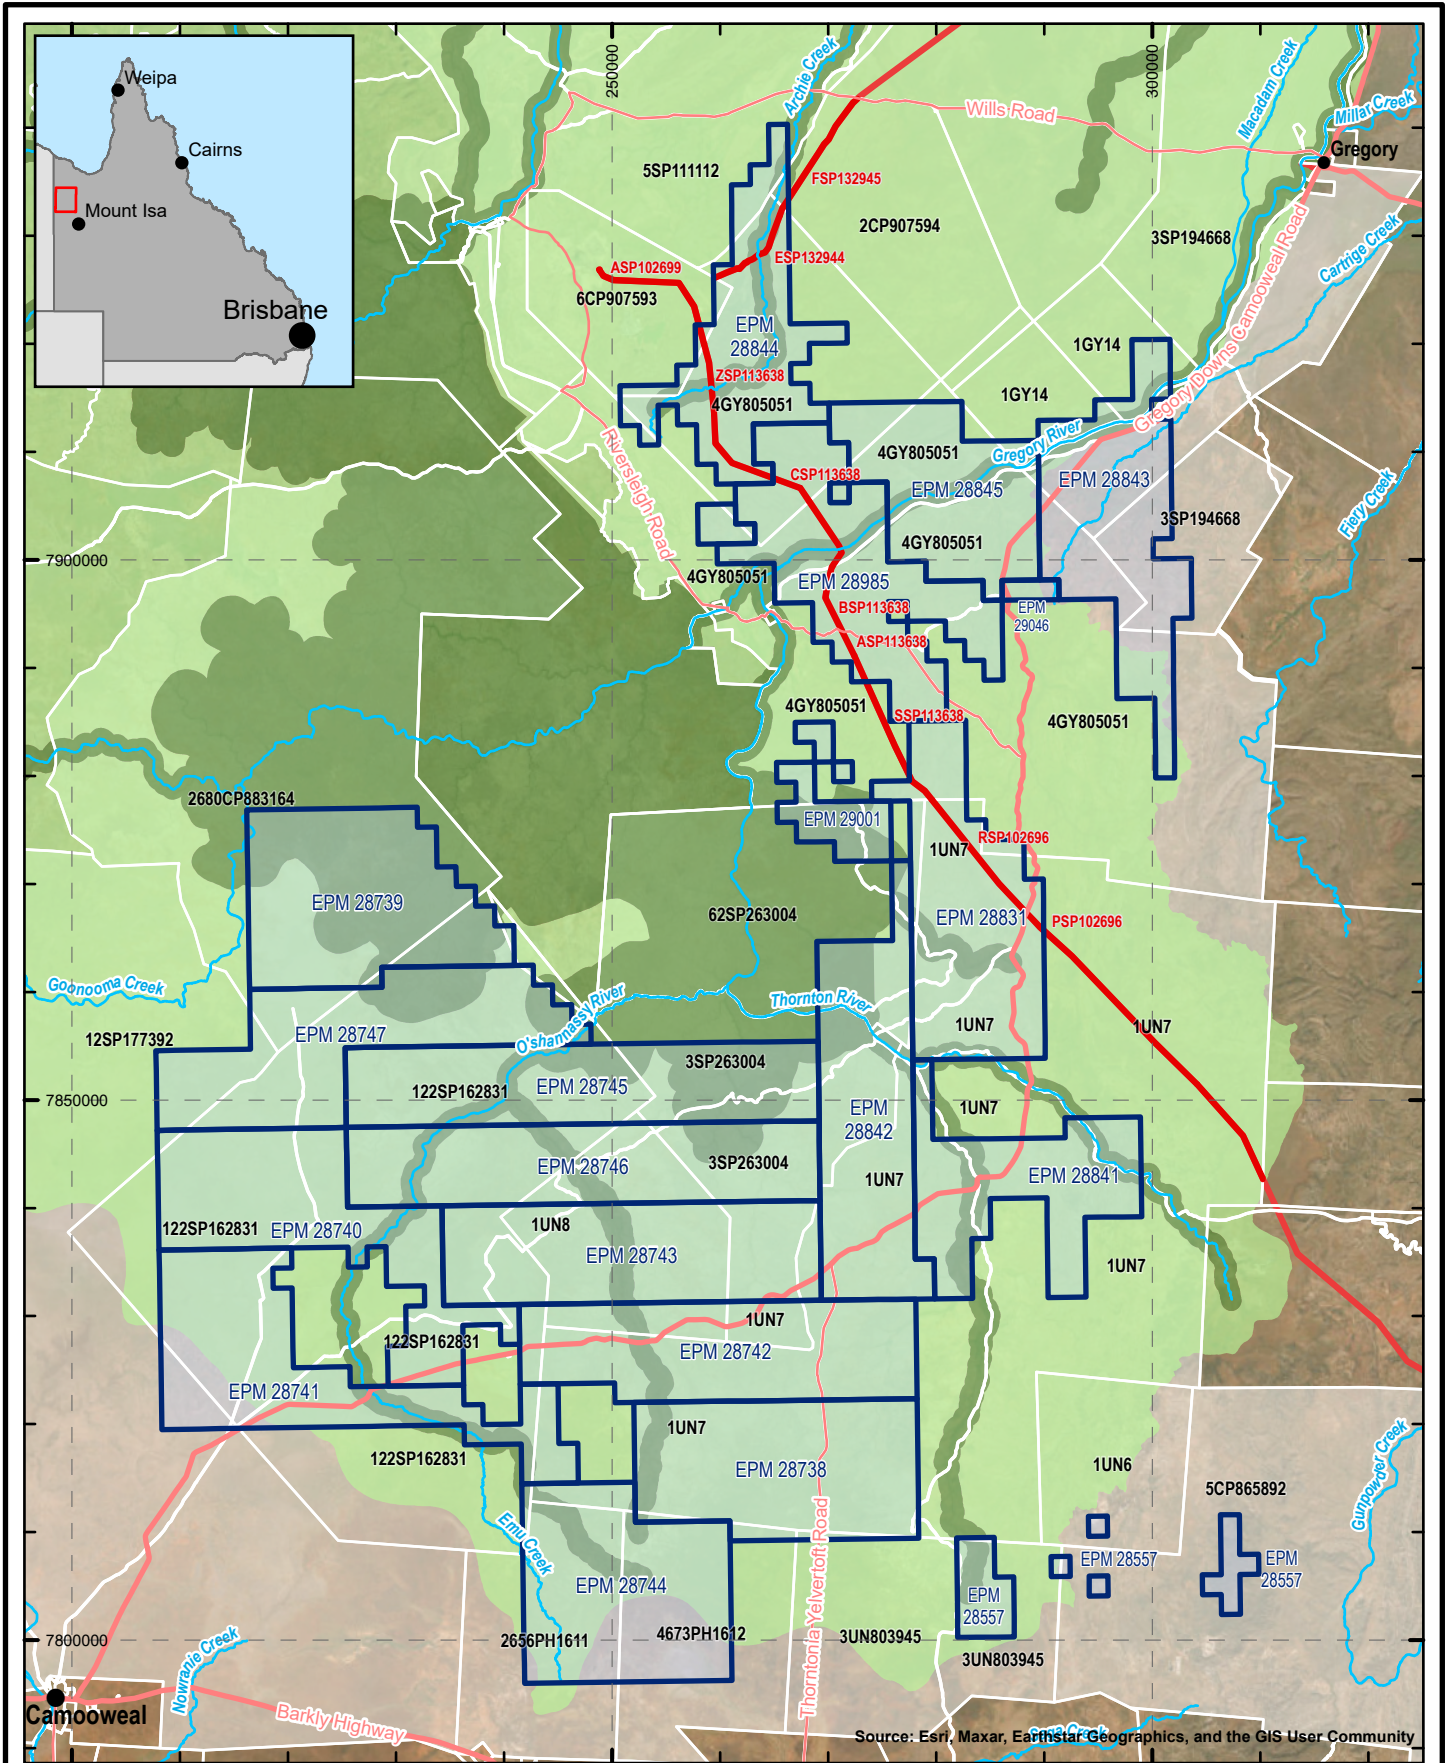 Weipa
Cairns
Mount Isa
Brisbane
250000
300000
Archie Creek
Macadam Creek
Millar Creek
Wills Road
Gregory
5SP111112
FSP132945
2CP907594
3SP194668
Cartrige Creek
ESP132944
ASP102699
6CP907593
EPM
28844
1GY14
Gregory Downs Camooweal Road
ZSP113638
1GY14
4GY805051
Gregory River
Riversleigh Road
4GY805051
CSP113638
EPM 28845
EPM 28843
Fiery Creek
3SP194668
4GY805051
7900000
4GY805051
EPM 28985
BSP113638
EPM
29046
ASP113638
4GY805051
SSP113638
4GY805051
2680CP883164
EPM 29001
RSP102696
1UN7
EPM 28739
62SP263004
EPM 28831
PSP102696
Goonooma Creek
O'shannassy River
Thornton River
12SP177392
EPM 28747
1UN7
1UN7
3SP263004
122SP162831
EPM 28745
7850000
EPM
28842
1UN7
EPM 28746
3SP263004
1UN7
EPM 28841
122SP162831
EPM 28740
1UN8
EPM 28743
1UN7
1UN7
122SP162831
EPM 28742
EPM 28741
1UN7
122SP162831
EPM 28738
1UN6
Gunpowder Creek
5CP865892
Emu Creek
Thorntonia Yelvertoft Road
EPM 28557
EPM
28557
EPM 28744
EPM
28557
7800000
2656PH1611
4673PH1612
3UN803945
3UN803945
Nowranie Creek
Camooweal
Barkly Highway
Source: Esri, Maxar, Earthstar Geographics, and the GIS User Community